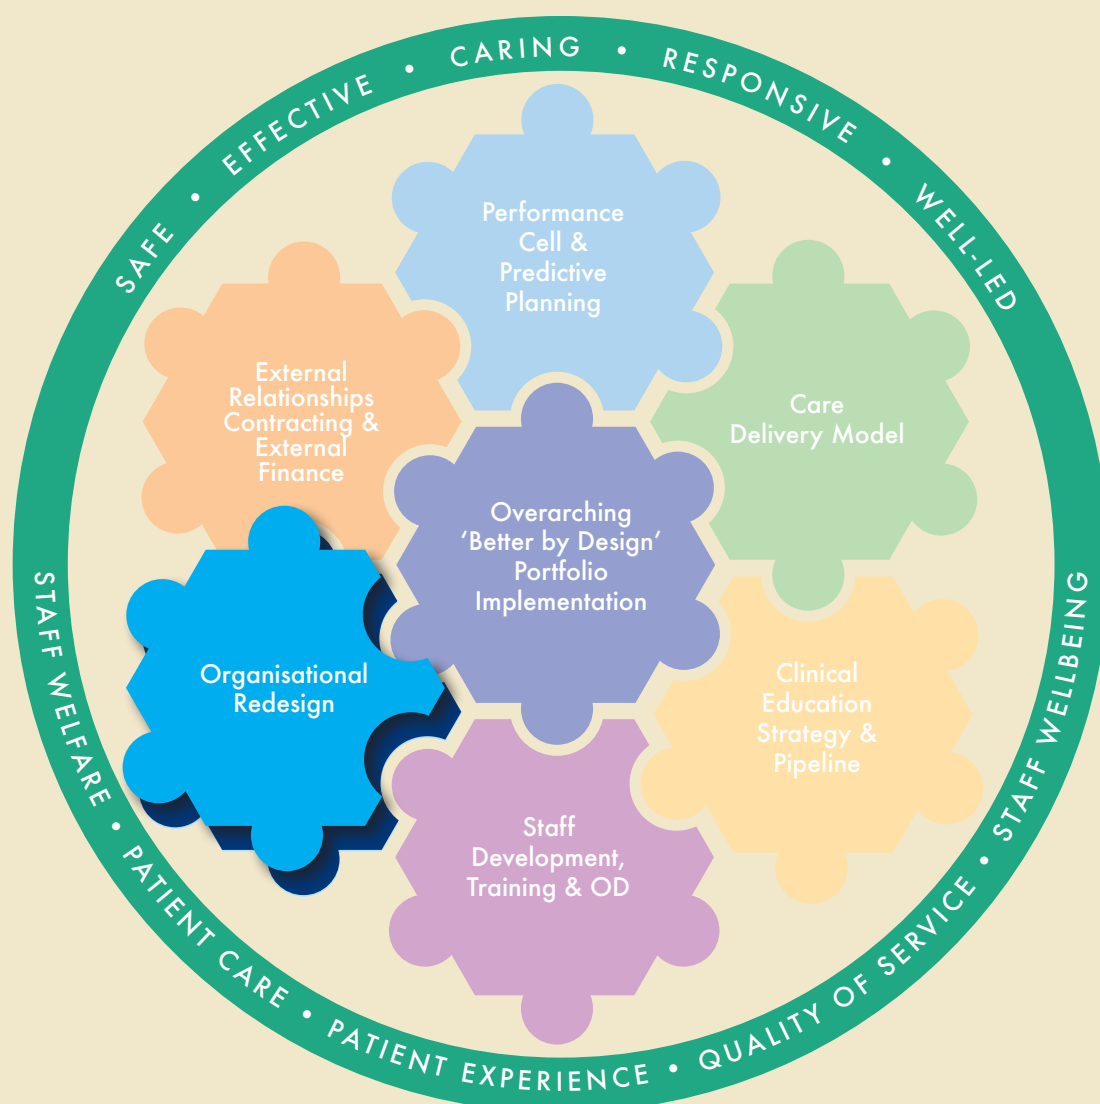 SAFE • EFFECTIVE • CARING • RESPONSIVE • WELL-LED
Performance
Cell &
Predictive
Planning
External
Relationships
Contracting &
External
Finance
Care
Delivery Model
Overarching
‘Better by Design’
Portfolio
Implementation
Organisational
Redesign
Clinical
Education
Strategy &
Pipeline
Staff
Development,
Training & OD
STAFF WELFARE • PATIENT CARE • PATIENT EXPERIENCE • QUALITY OF SERVICE • STAFF WELLBEING